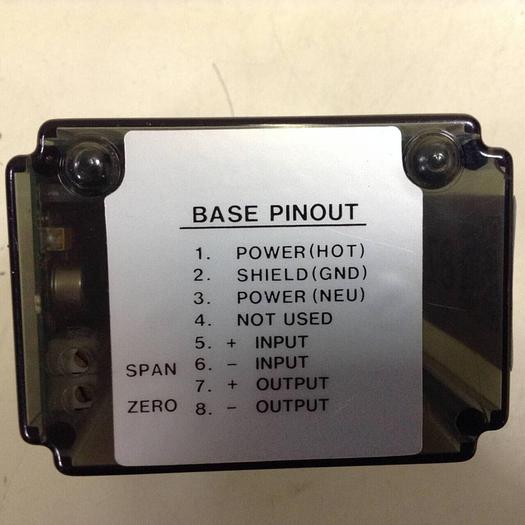 BASE PINOUT
1. POWER(HOT)
2. SHIELD(GND)
3. POWER(NEU)
4. NOT USED
5. + INPUT
SPAN 6. - INPUT
7. + OUTPUT
ZERO 8. - OUTPUT